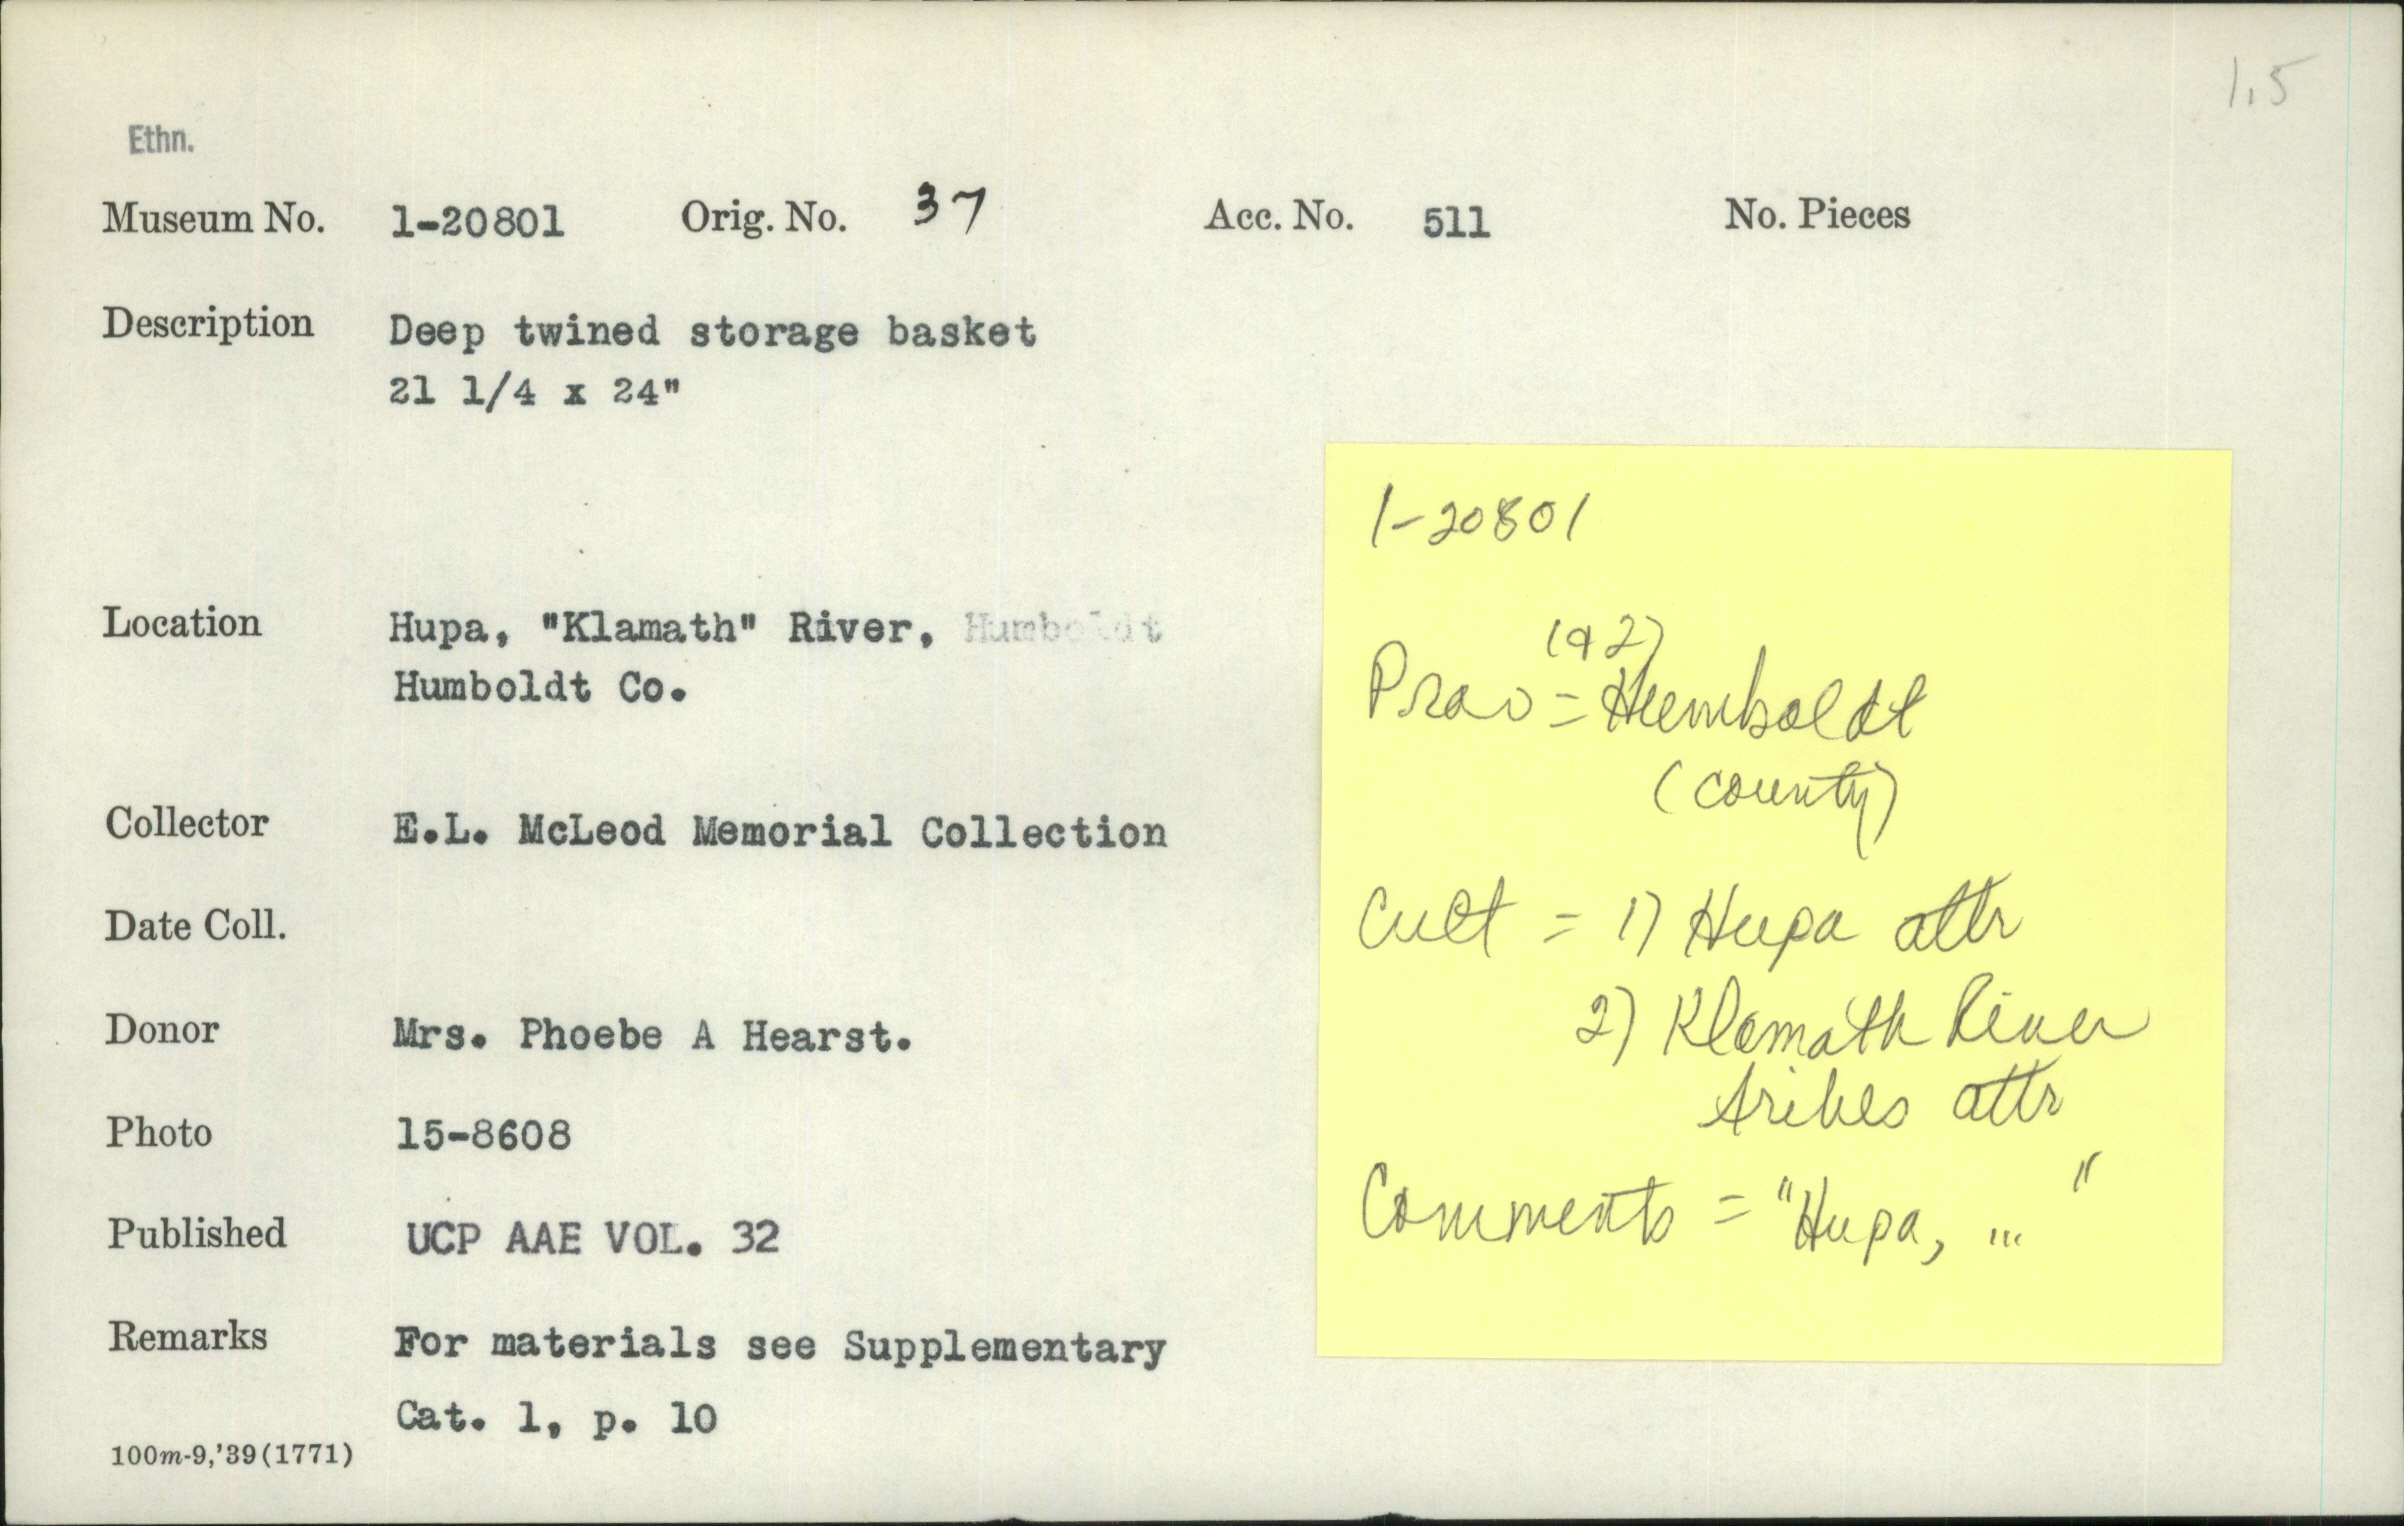 1.5
Ethn.
Museum No. 1-20801 Orig. No. 37 Acc. No. 511 No. Pieces
Description Deep twined storage basket
21 1/4 x 24"
Location Hupa, "Klamath" River, Humboldt
Humboldt Co.
Collector E.L. McLeod Memorial Collection
Date Coll.
Donor Mrs. Phoebe A Hearst.
Photo 15-8608
Published UCP AAE VOL. 32
Remarks For materials see Supplementary
Cat. 1, p. 10
100m-9,'39(1771)
1-20801
(& 2)
Prov = Humboldt
(county)
Cult = 1) Hupa attr
2) Klamath River
tribes attr
Comments = "Hupa, ... "